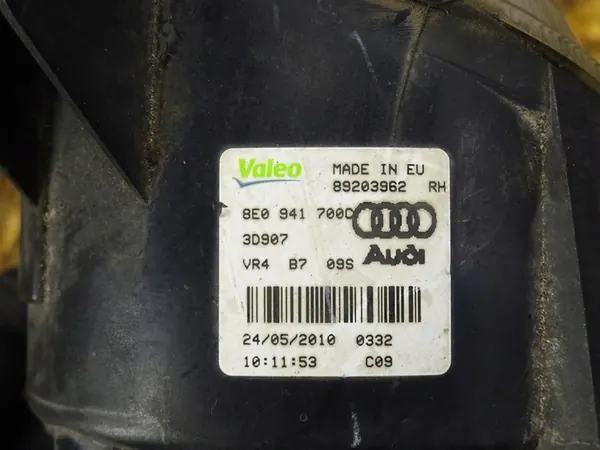 Valeo MADE IN EU
89203962 RH
8E0 941 700C
3D907 Audi
VR4 B7 09S
24/05/2010 0332
10:11:53 C09